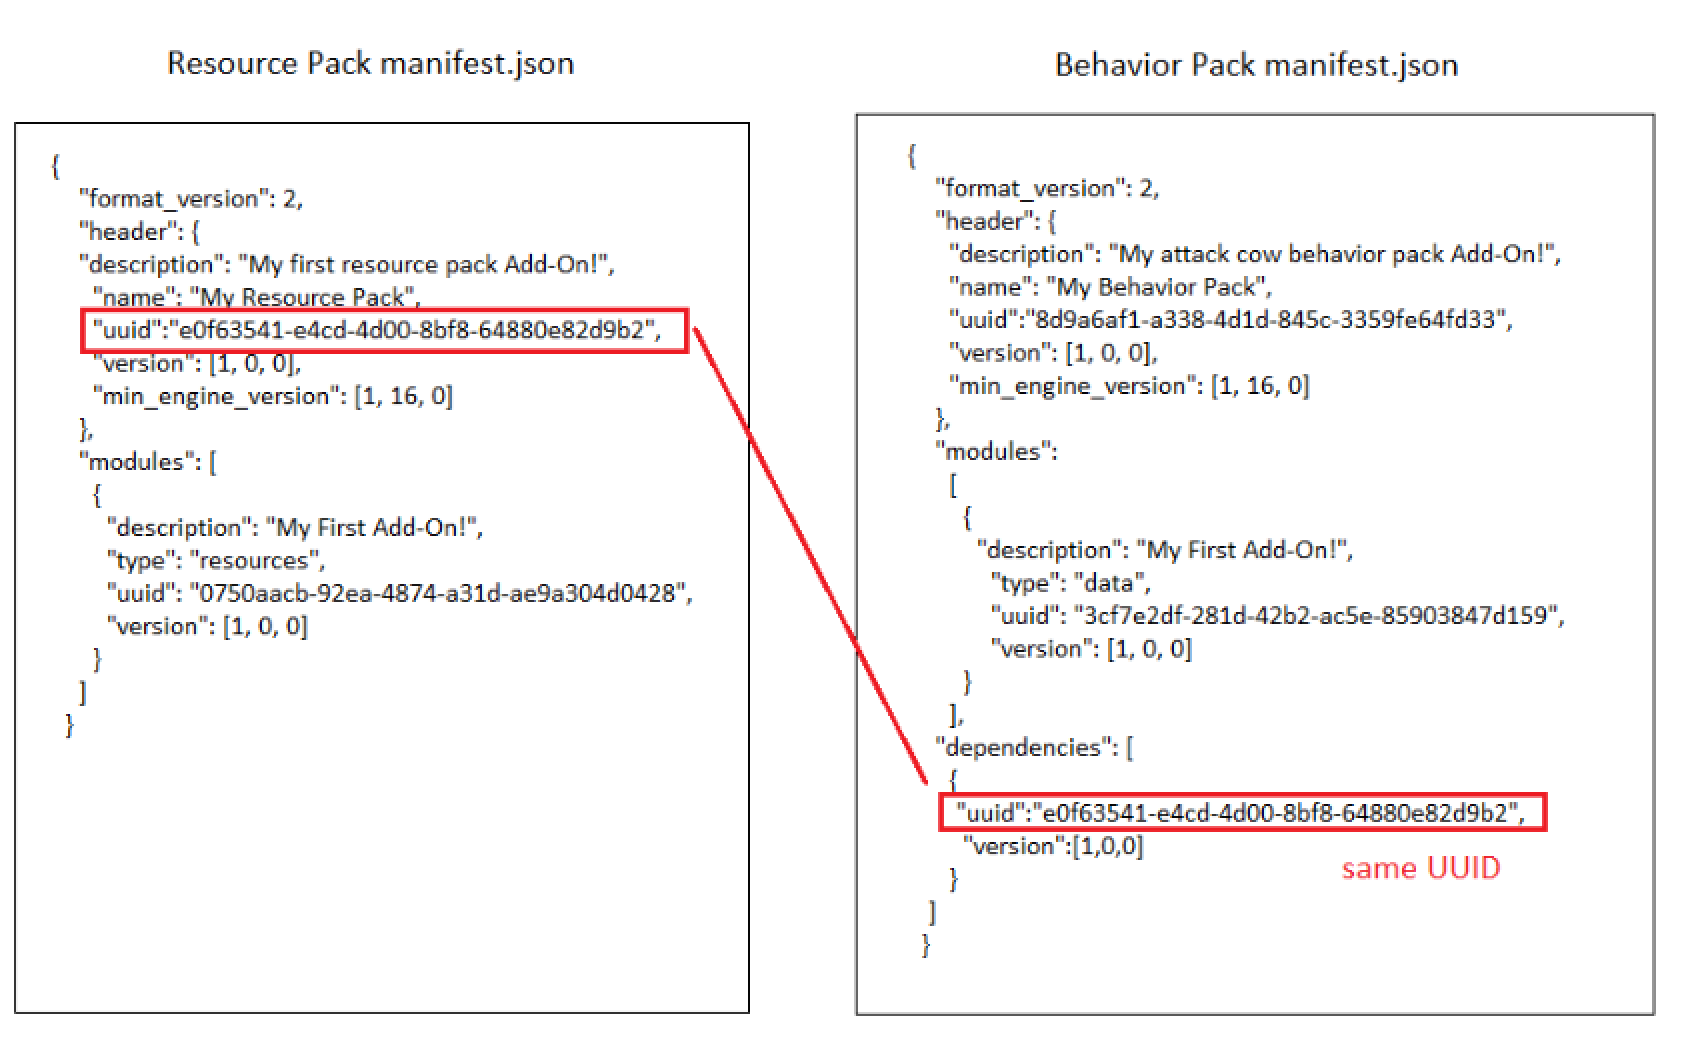 Resource Pack manifest.json
{
"format_version": 2,
"header": {
"description": "My first resource pack Add-On!",
"name": "My Resource Pack",
"uuid":"e0f63541-e4cd-4d00-8bf8-64880e82d9b2",
"version": [1, 0, 0],
"min_engine_version": [1, 16, 0]
},
"modules": [
{
"description": "My First Add-On!",
"type": "resources",
"uuid": "0750aacb-92ea-4874-a31d-ae9a304d0428",
"version": [1, 0, 0]
}
]
}
Behavior Pack manifest.json
{
"format_version": 2,
"header": {
"description": "My attack cow behavior pack Add-On!",
"name": "My Behavior Pack",
"uuid":"8d9a6af1-a338-4d1d-845c-3359fe64fd33",
"version": [1, 0, 0],
"min_engine_version": [1, 16, 0]
},
"modules":
[
{
"description": "My First Add-On!",
"type": "data",
"uuid": "3cf7e2df-281d-42b2-ac5e-85903847d159",
"version": [1, 0, 0]
}
],
"dependencies": [
{
"uuid":"e0f63541-e4cd-4d00-8bf8-64880e82d9b2",
"version":[1,0,0]
same UUID
}
]
}